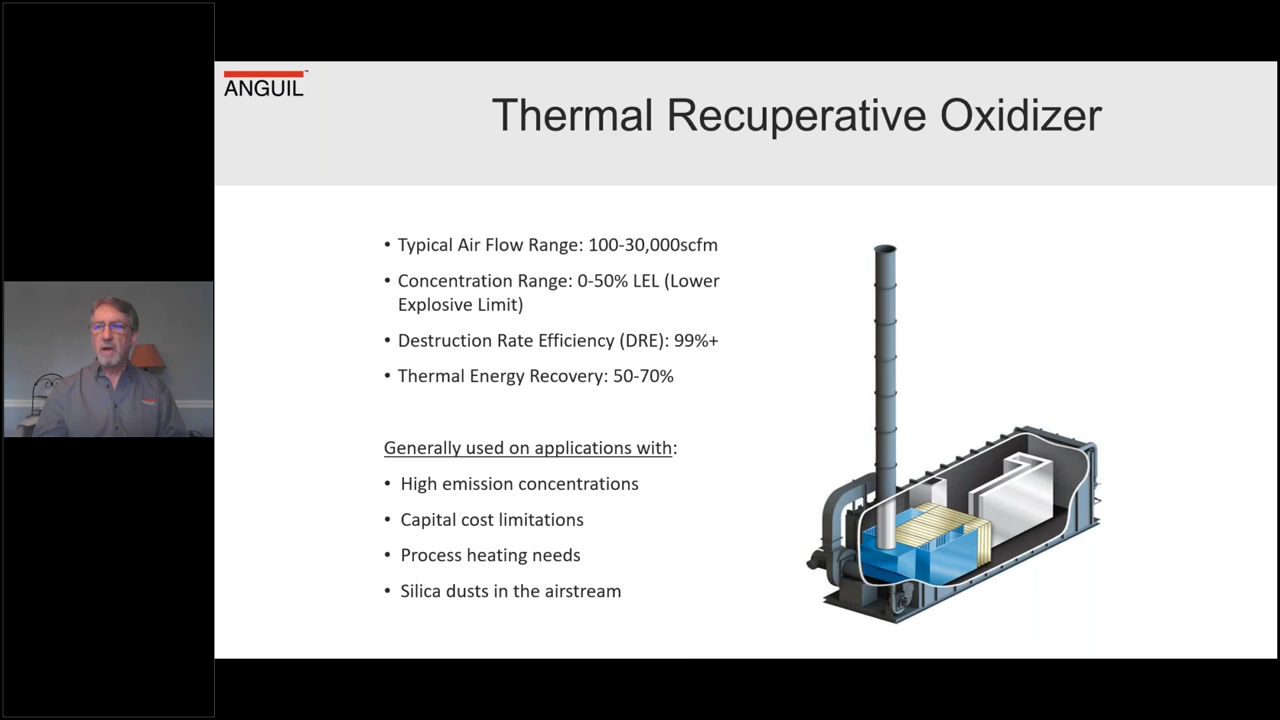 ANGUIL
Thermal Recuperative Oxidizer
• Typical Air Flow Range: 100-30,000scfm
• Concentration Range: 0-50% LEL (Lower
Explosive Limit)
• Destruction Rate Efficiency (DRE): 99%+
• Thermal Energy Recovery: 50-70%
Generally used on applications with:
• High emission concentrations
• Capital cost limitations
• Process heating needs
• Silica dusts in the airstream